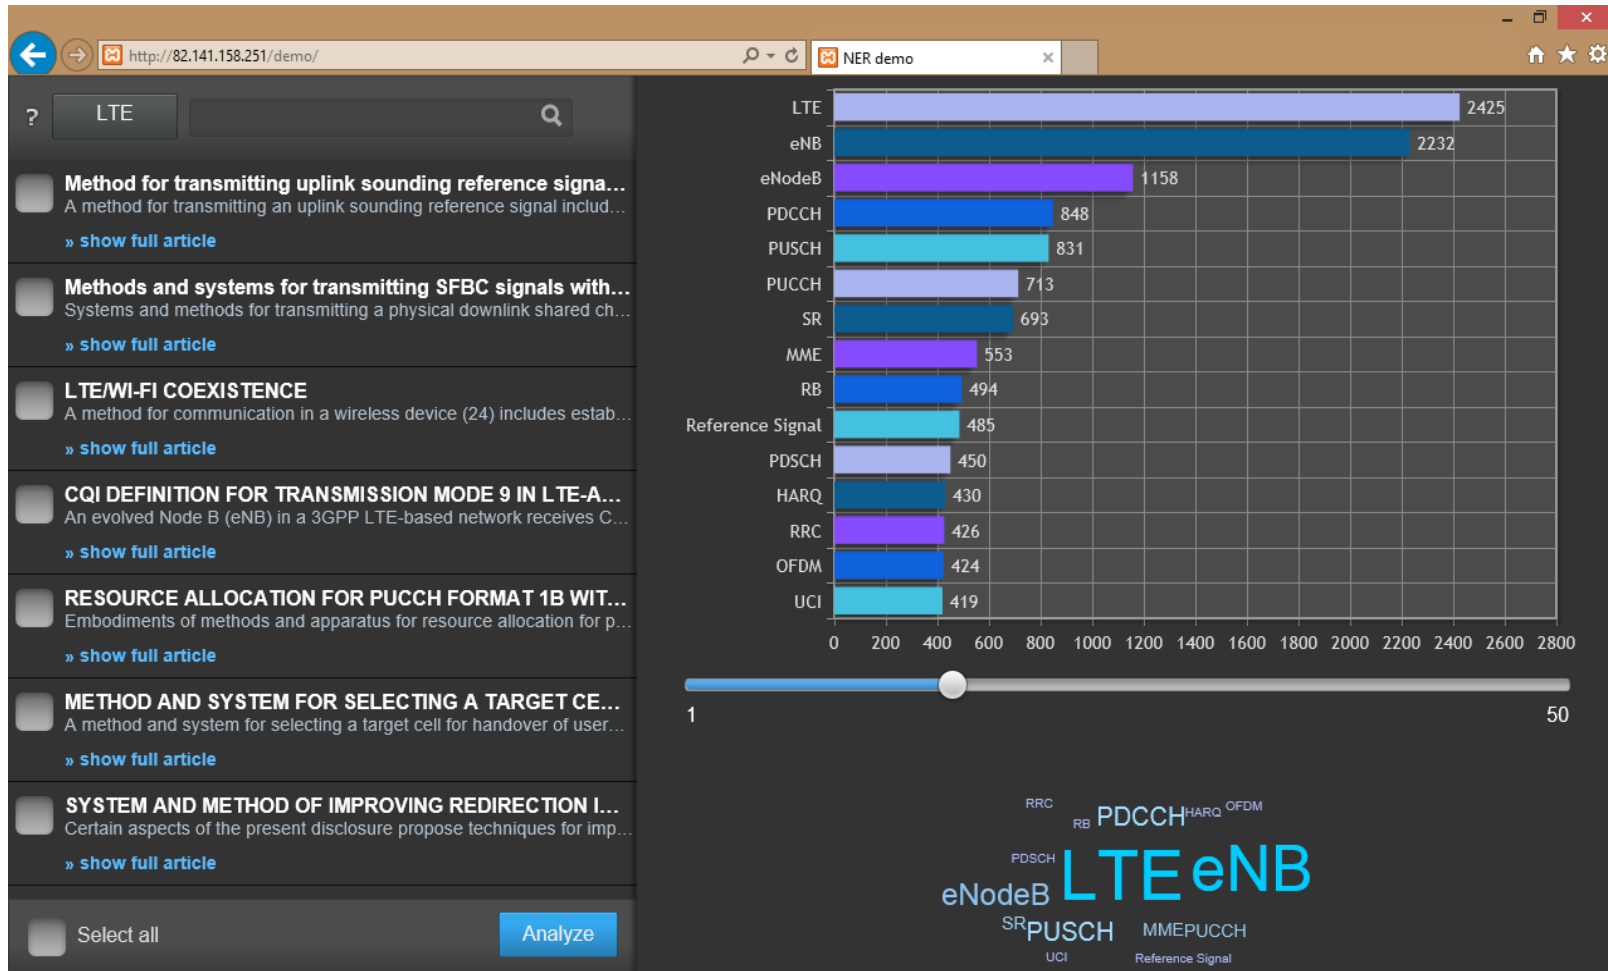 http://82.141.158.251/demo/
NER demo
? LTE
Method for transmitting uplink sounding reference signa...
A method for transmitting an uplink sounding reference signal includ...
» show full article
Methods and systems for transmitting SFBC signals with...
Systems and methods for transmitting a physical downlink shared ch...
» show full article
LTE/WI-FI COEXISTENCE
A method for communication in a wireless device (24) includes estab...
» show full article
CQI DEFINITION FOR TRANSMISSION MODE 9 IN LTE-A...
An evolved Node B (eNB) in a 3GPP LTE-based network receives C...
» show full article
RESOURCE ALLOCATION FOR PUCCH FORMAT 1B WIT...
Embodiments of methods and apparatus for resource allocation for p...
» show full article
METHOD AND SYSTEM FOR SELECTING A TARGET CE...
A method and system for selecting a target cell for handover of user...
» show full article
SYSTEM AND METHOD OF IMPROVING REDIRECTION I...
Certain aspects of the present disclosure propose techniques for imp...
» show full article
Select all
Analyze
LTE 2425
eNB 2232
eNodeB 1158
PDCCH 848
PUSCH 831
PUCCH 713
SR 693
MME 553
RB 494
Reference Signal 485
PDSCH 450
HARQ 430
RRC 426
OFDM 424
UCI 419
0 200 400 600 800 1000 1200 1400 1600 1800 2000 2200 2400 2600 2800
1 50
RRC RB PDCCH HARQ OFDM
PDSCH LTE eNB
eNodeB
SR PUSCH MME PUCCH
UCI Reference Signal